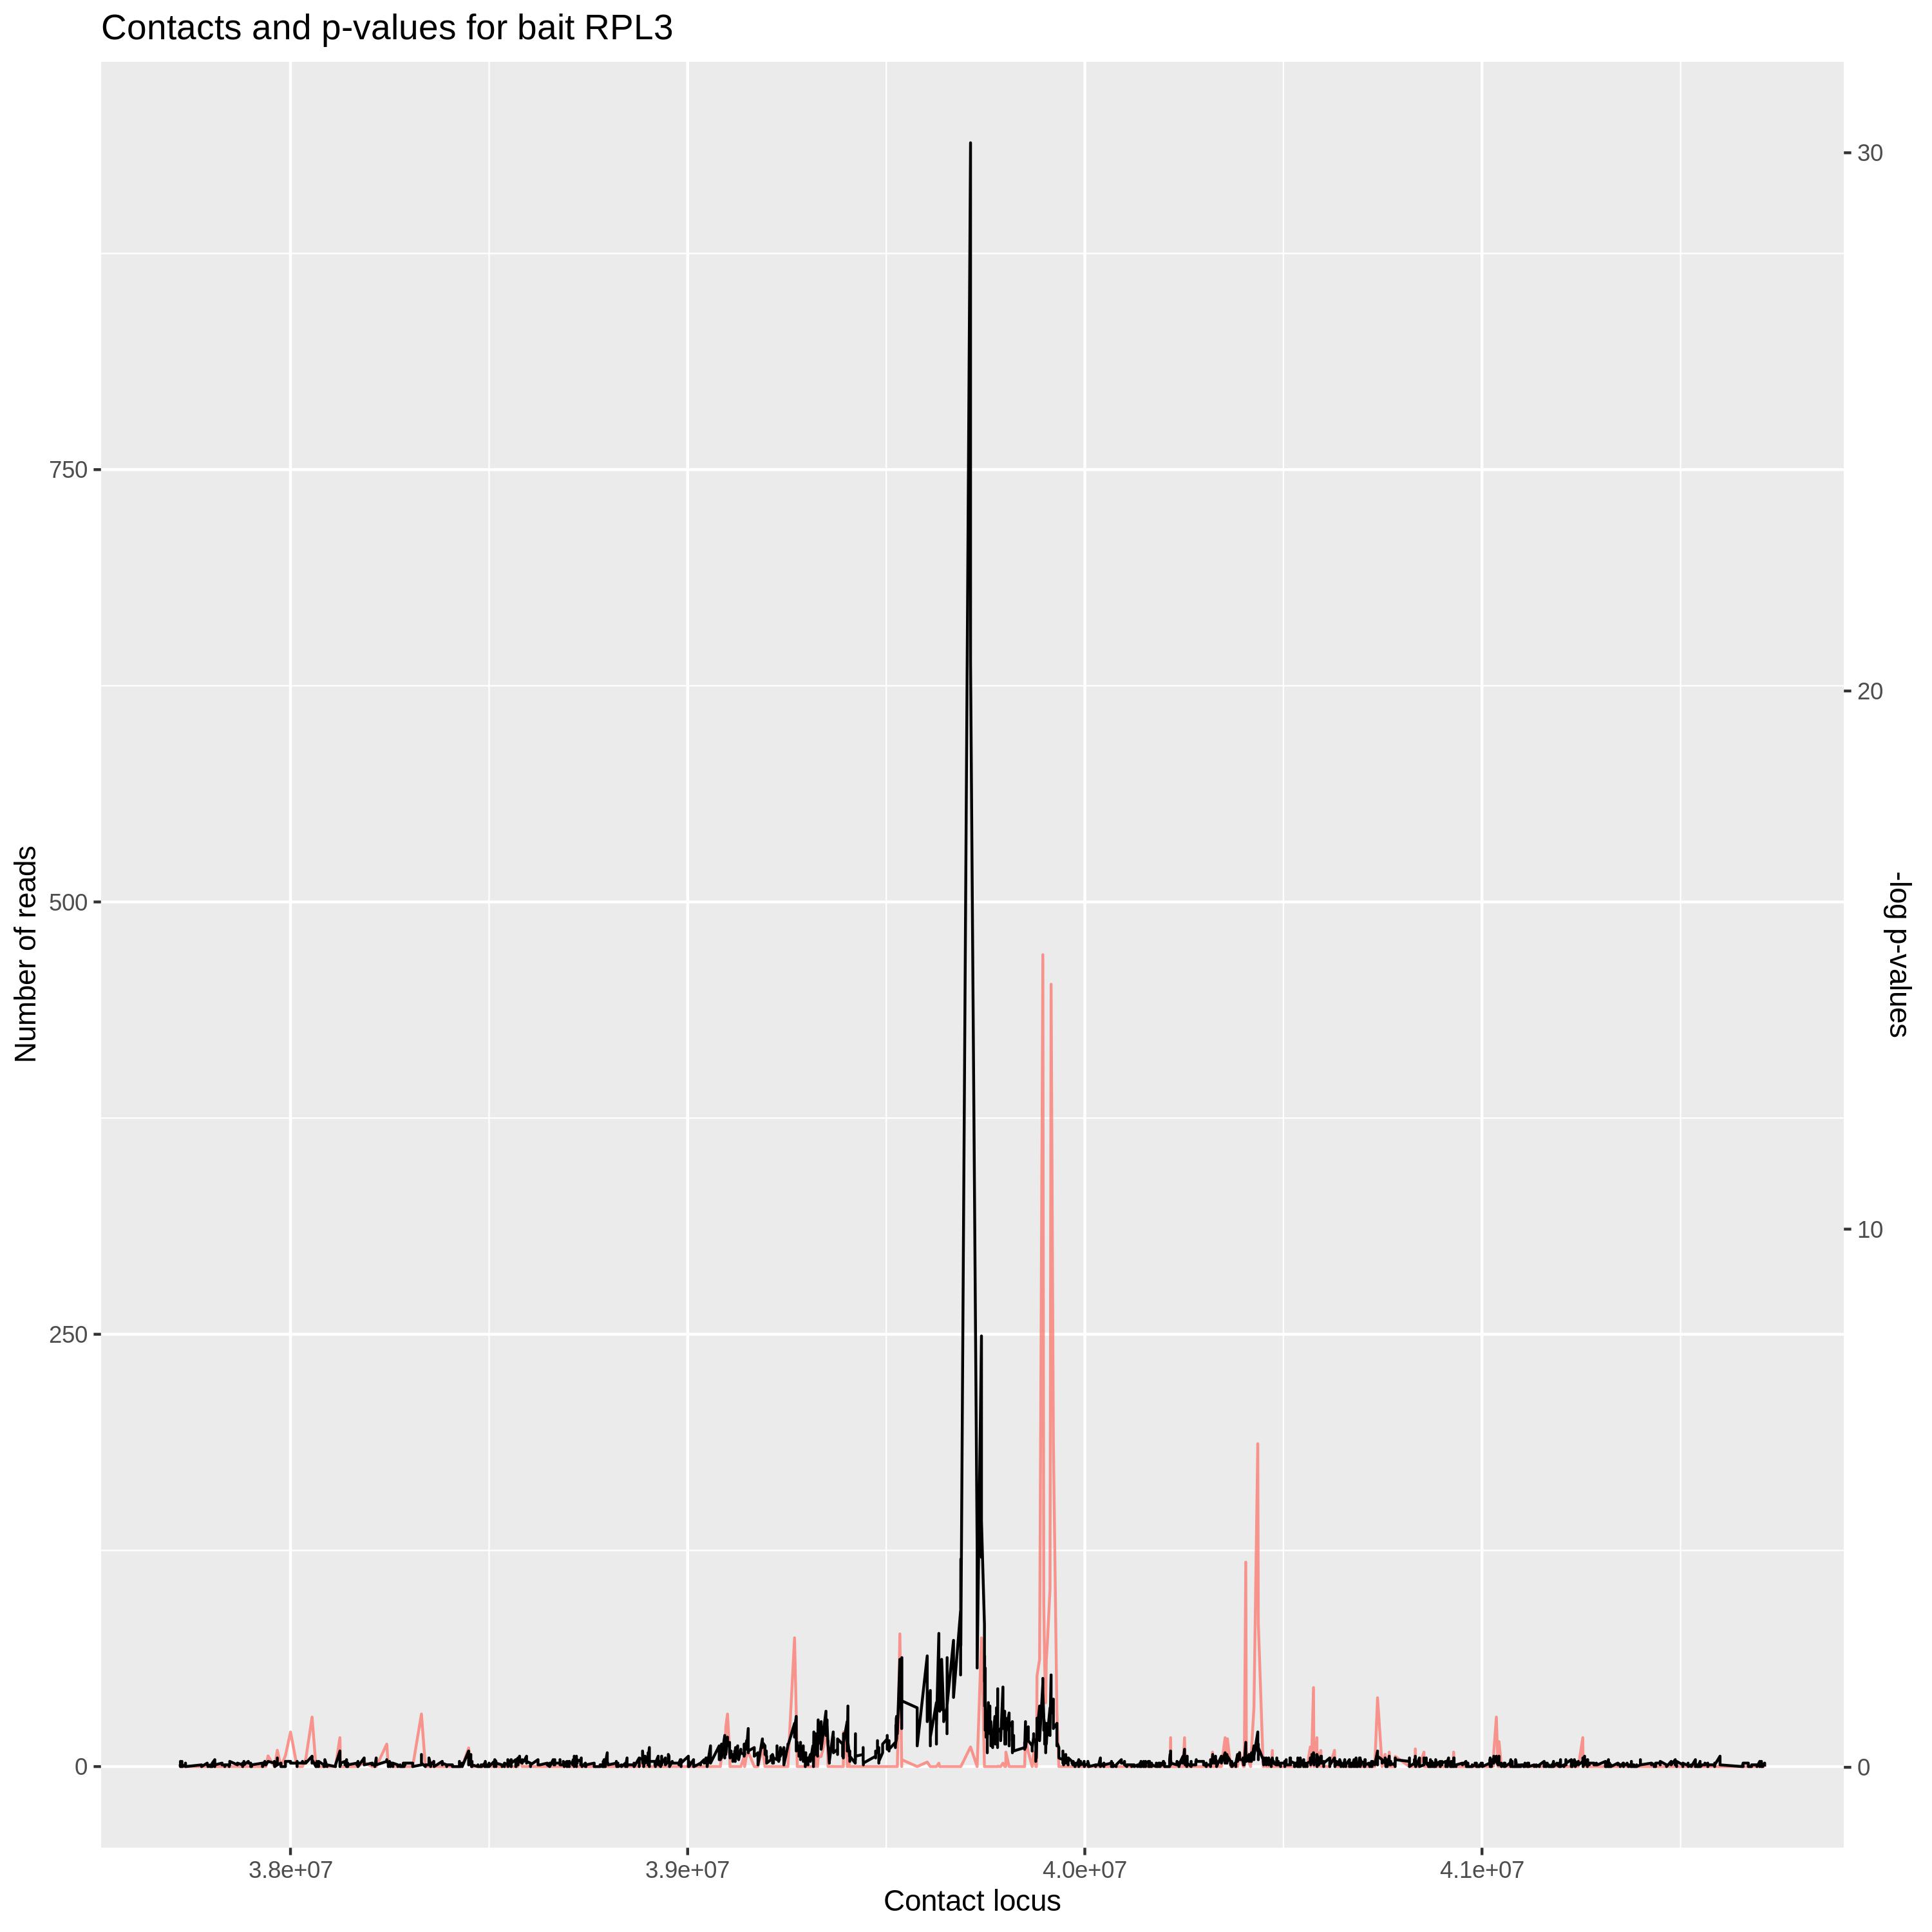 Contacts and p-values for bait RPL3
30
750
20
Number of reads
500
-log p-values
10
250
0
0
3.8e+07
3.9e+07
4.0e+07
4.1e+07
Contact locus